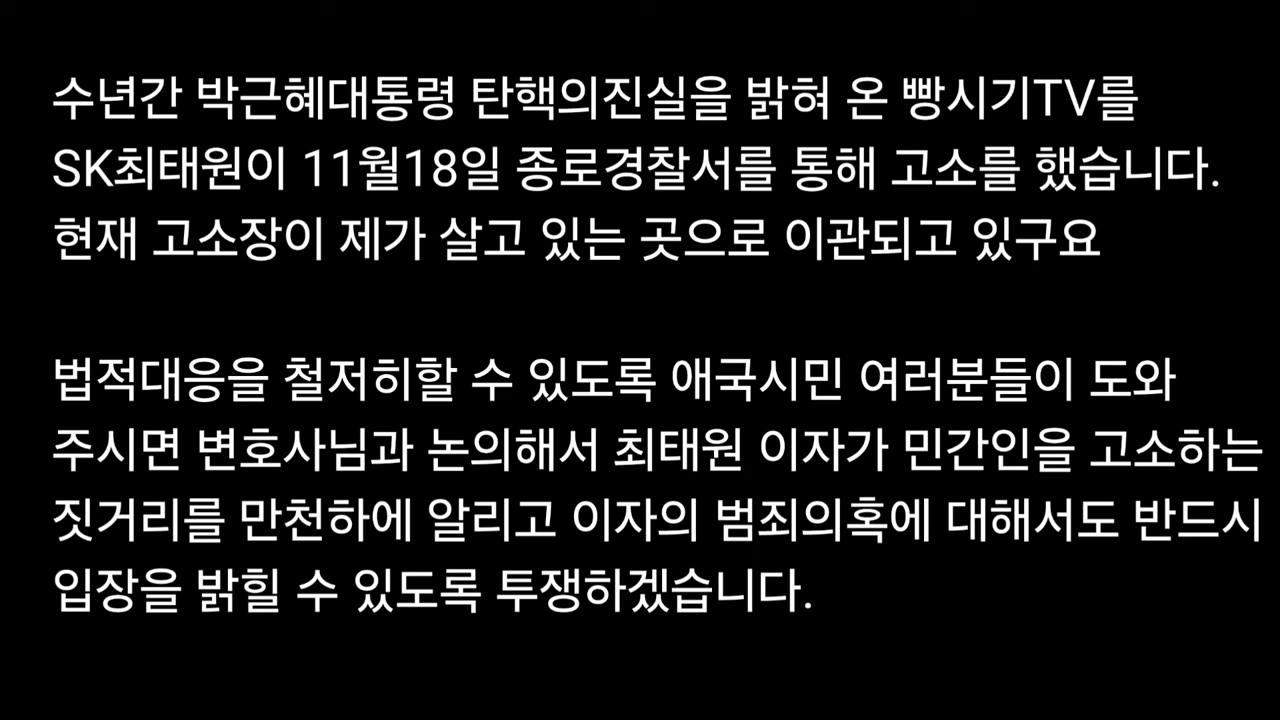 수년간 박근혜대통령 탄핵의진실을 밝혀 온 빵시기TV를
SK최태원이 11월18일 종로경찰서를 통해 고소를 했습니다.
현재 고소장이 제가 살고 있는 곳으로 이관되고 있구요
법적대응을 철저히할 수 있도록 애국시민 여러분들이 도와
주시면 변호사님과 논의해서 최태원 이자가 민간인을 고소하는
짓거리를 만천하에 알리고 이자의 범죄의혹에 대해서도 반드시
입장을 밝힐 수 있도록 투쟁하겠습니다.